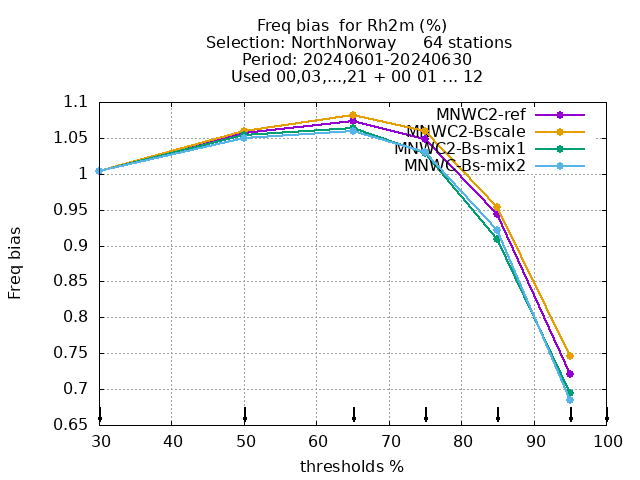 Freq bias  for Rh2m (%)
Selection: NorthNorway     64 stations
Period: 20240601-20240630
Used 00,03,...,21 + 00 01 ... 12
MNWC2-ref
MNWC2-Bscale
MNWC2-Bs-mix1
MNWC-Bs-mix2
1.1
1.05
1
0.95
0.9
0.85
0.8
0.75
0.7
0.65
Freq bias
30 40 50 60 70 80 90 100
thresholds %